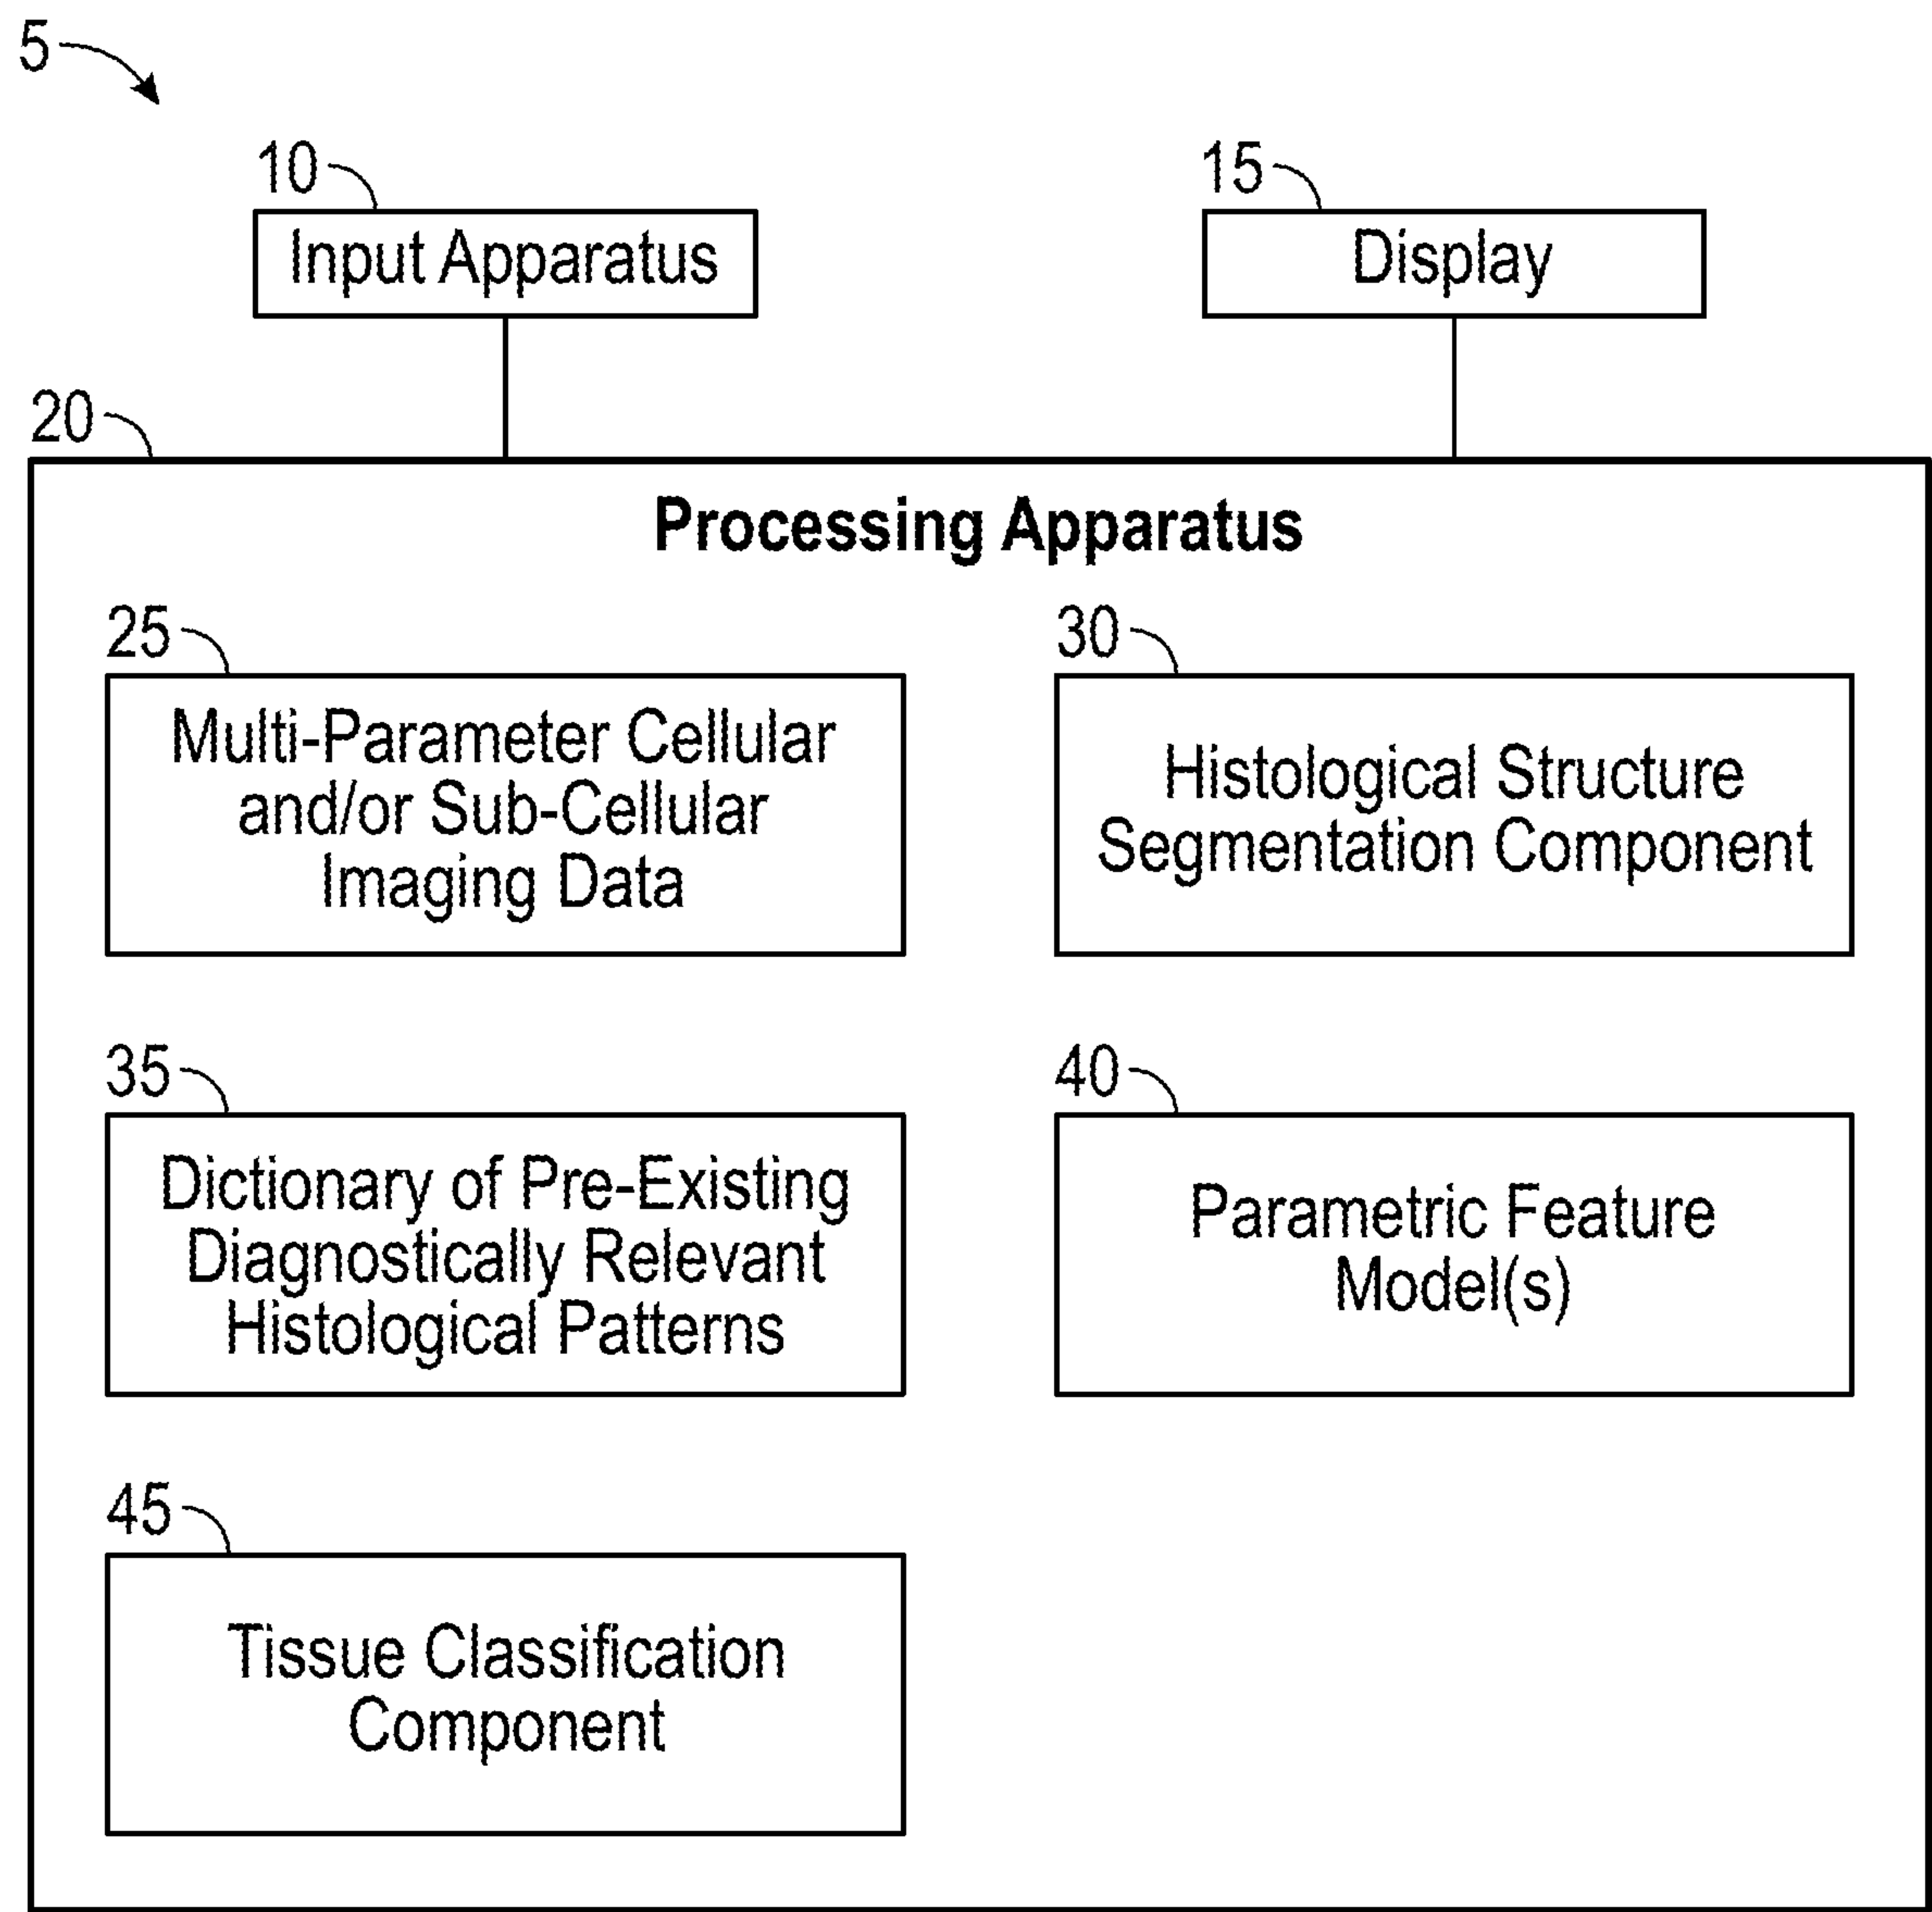 5
10
15
Input Apparatus
Display
20
Processing Apparatus
25
Multi-Parameter Cellular
and/or Sub-Cellular
Imaging Data
30
Histological Structure
Segmentation Component
35
Dictionary of Pre-Existing
Diagnostically Relevant
Histological Patterns
40
Parametric Feature
Model(s)
45
Tissue Classification
Component